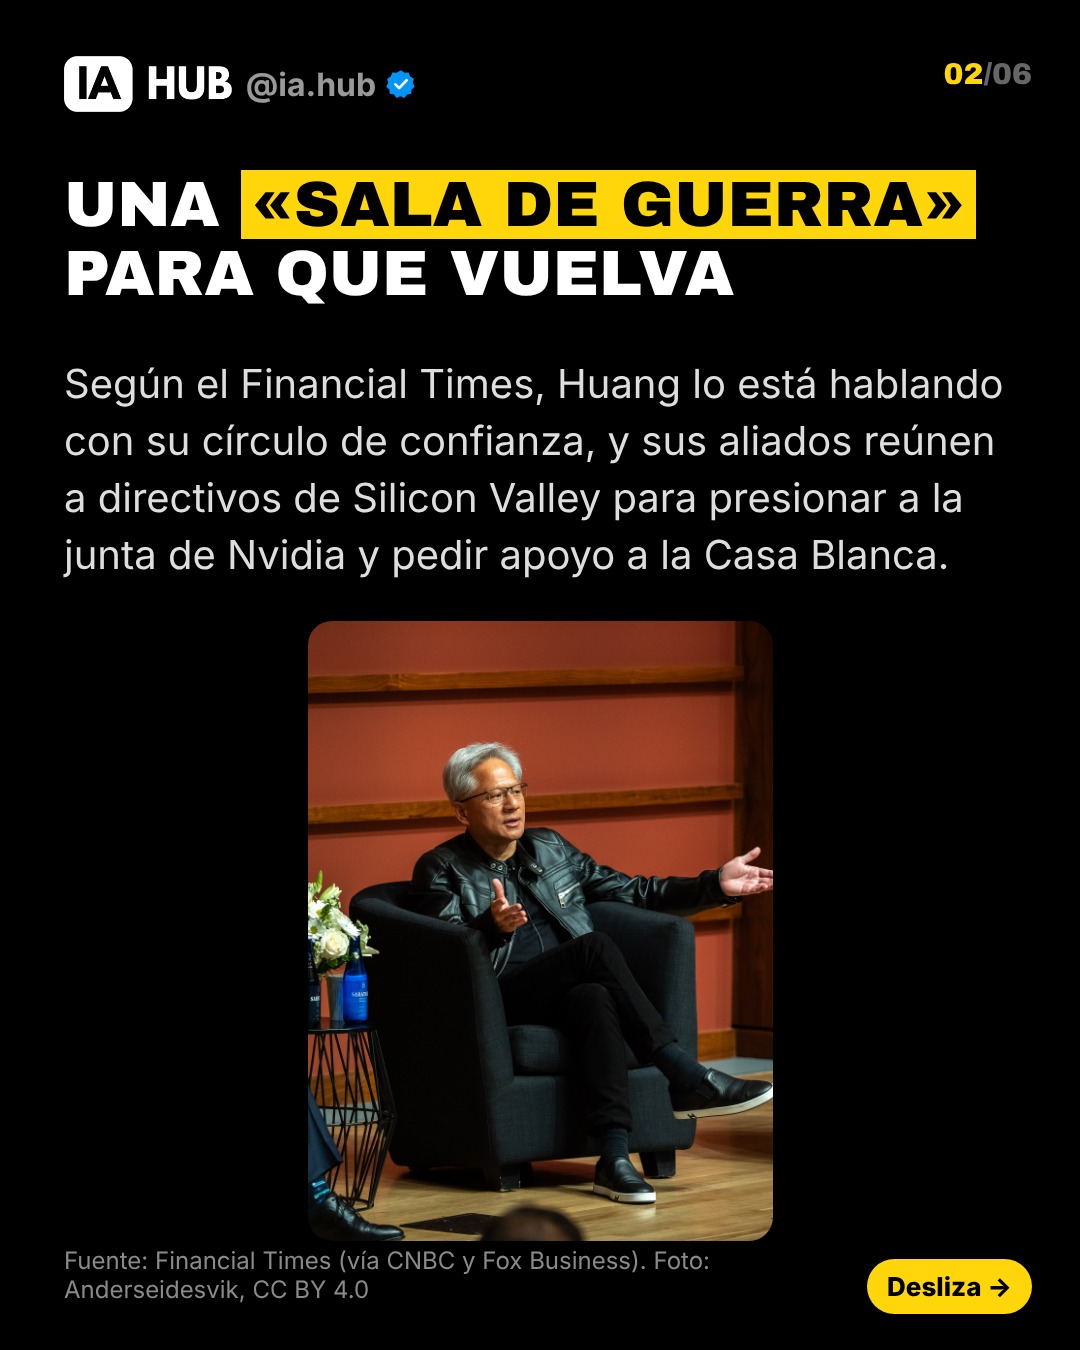 IA HUB @ia.hub
02/06
UNA «SALA DE GUERRA»
PARA QUE VUELVA
Según el Financial Times, Huang lo está hablando
con su círculo de confianza, y sus aliados reúnen
a directivos de Silicon Valley para presionar a la
junta de Nvidia y pedir apoyo a la Casa Blanca.
Fuente: Financial Times (vía CNBC y Fox Business). Foto:
Anderseidesvik, CC BY 4.0
Desliza →